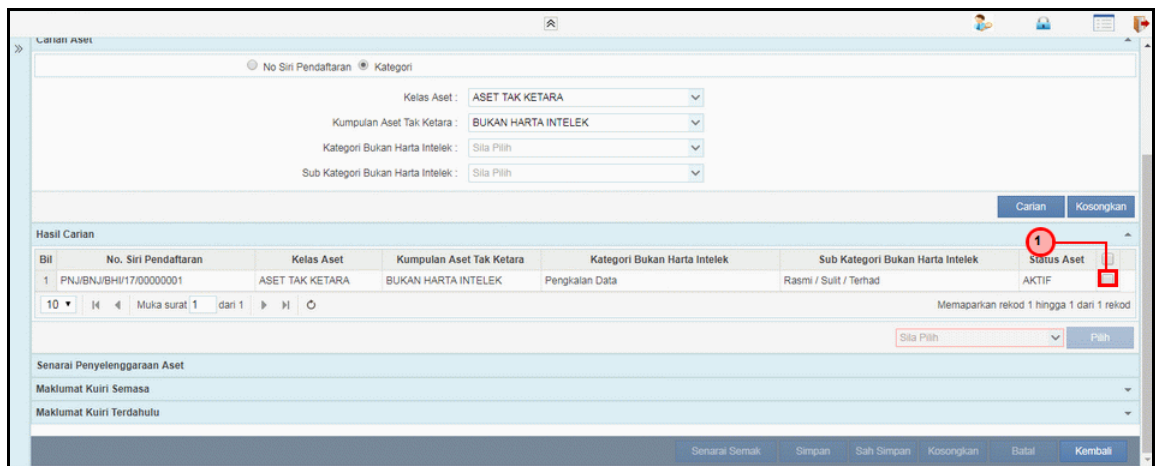 Carian Aset
No Siri Pendaftaran Kategori
Kelas Aset : ASET TAK KETARA
Kumpulan Aset Tak Ketara : BUKAN HARTA INTELEK
Kategori Bukan Harta Intelek : Sila Pilih
Sub Kategori Bukan Harta Intelek : Sila Pilih
Carian Kosongkan
Hasil Carian
1
Bil No. Siri Pendaftaran Kelas Aset Kumpulan Aset Tak Ketara Kategori Bukan Harta Intelek Sub Kategori Bukan Harta Intelek Status Aset
1 PNJ/BNJ/BHI/17/00000001 ASET TAK KETARA BUKAN HARTA INTELEK Pengkalan Data Rasmi / Sulit / Terhad AKTIF
10 Muka surat 1 dari 1 Memaparkan rekod 1 hingga 1 dari 1 rekod
Sila Pilih Pilih
Senarai Penyelenggaraan Aset
Maklumat Kuiri Semasa
Maklumat Kuiri Terdahulu
Senarai Semak Simpan Sah Simpan Kosongkan Batal Kembali